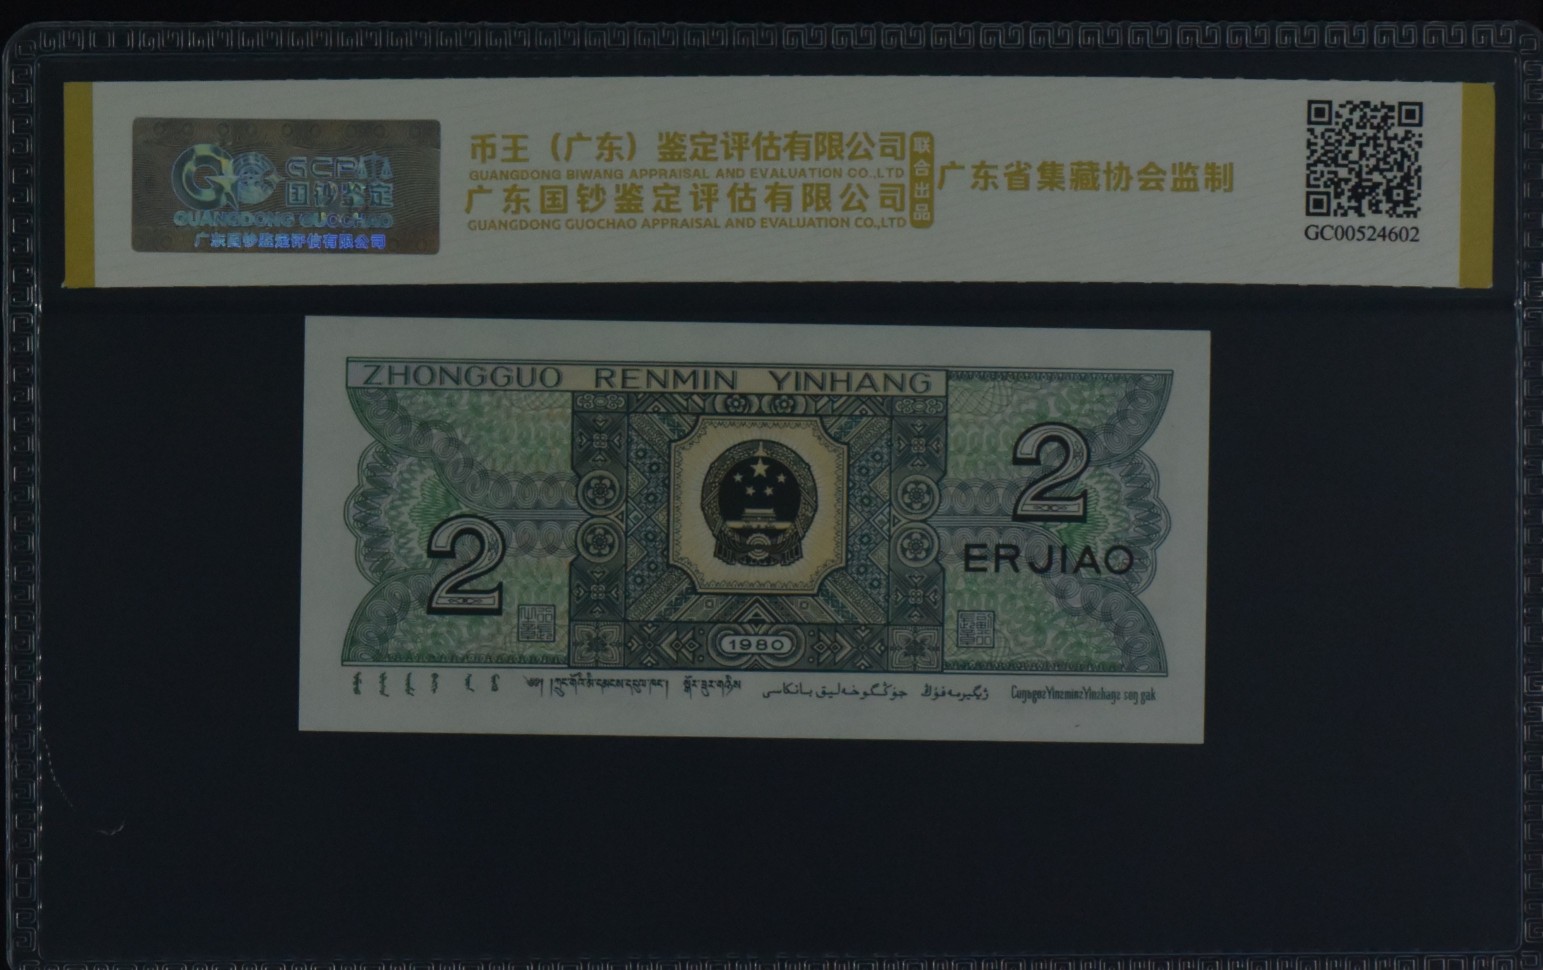 GCP
国钞鉴定
GUANGDONG GUOCHAO
广东国钞鉴定评估有限公司
币王（广东）鉴定评估有限公司
GUANGDONG BIWANG APPRAISAL AND EVALUATION CO.,LTD
广东国钞鉴定评估有限公司
GUANGDONG GUOCHAO APPRAISAL AND EVALUATION CO.,LTD
联合出品
广东省集藏协会监制
GC00524602
ZHONGGUO RENMIN YINHANG
2
2
ERJIAO
1980